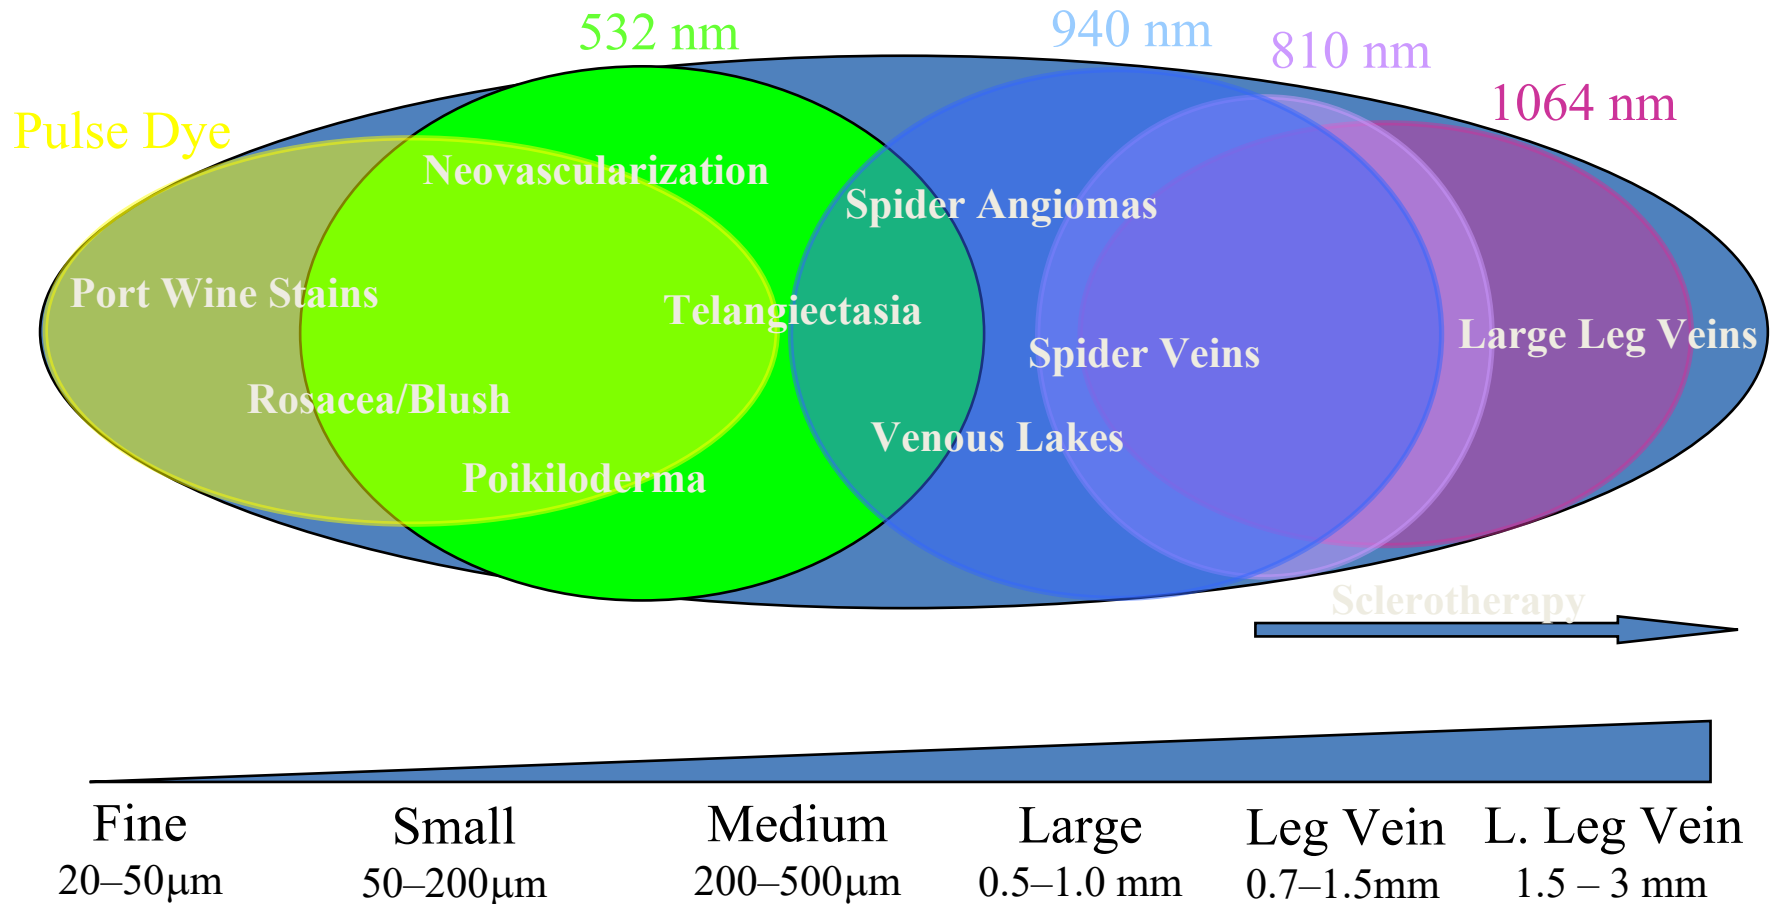 532 nm
940 nm
810 nm
1064 nm
Pulse Dye
Neovascularization
Spider Angiomas
Port Wine Stains
Telangiectasia
Spider Veins
Large Leg Veins
Rosacea/Blush
Venous Lakes
Poikiloderma
Sclerotherapy
Fine Small Medium Large Leg Vein L. Leg Vein
20–50μm 50–200μm 200–500μm 0.5–1.0 mm 0.7–1.5mm 1.5 – 3 mm